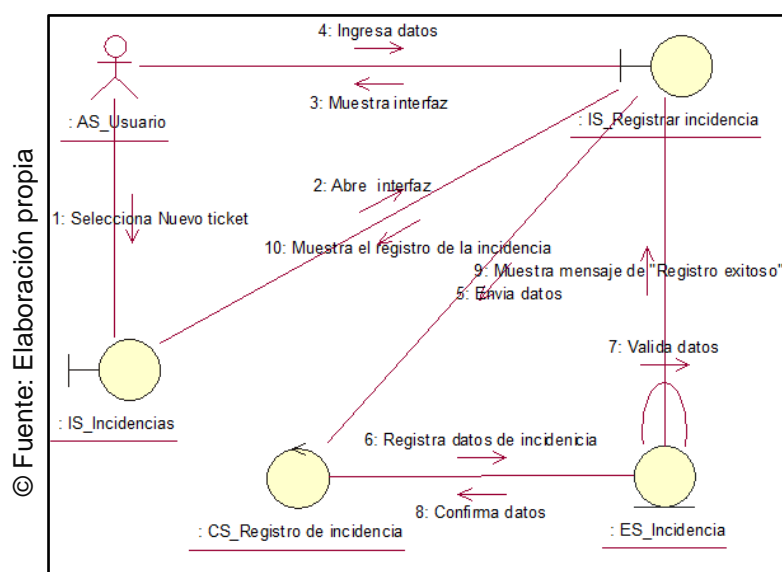 4: Ingresa datos
3: Muestra interfaz
: AS_Usuario
: IS_Registrar incidencia
2: Abre interfaz
1: Selecciona Nuevo ticket
10: Muestra el registro de la incidencia
9: Muestra mensaje de "Registro exitoso"
5: Envia datos
7: Valida datos
: IS_Incidencias
6: Registra datos de incidenicia
8: Confirma datos
: CS_Registro de incidencia
: ES_Incidencia
© Fuente: Elaboración propia